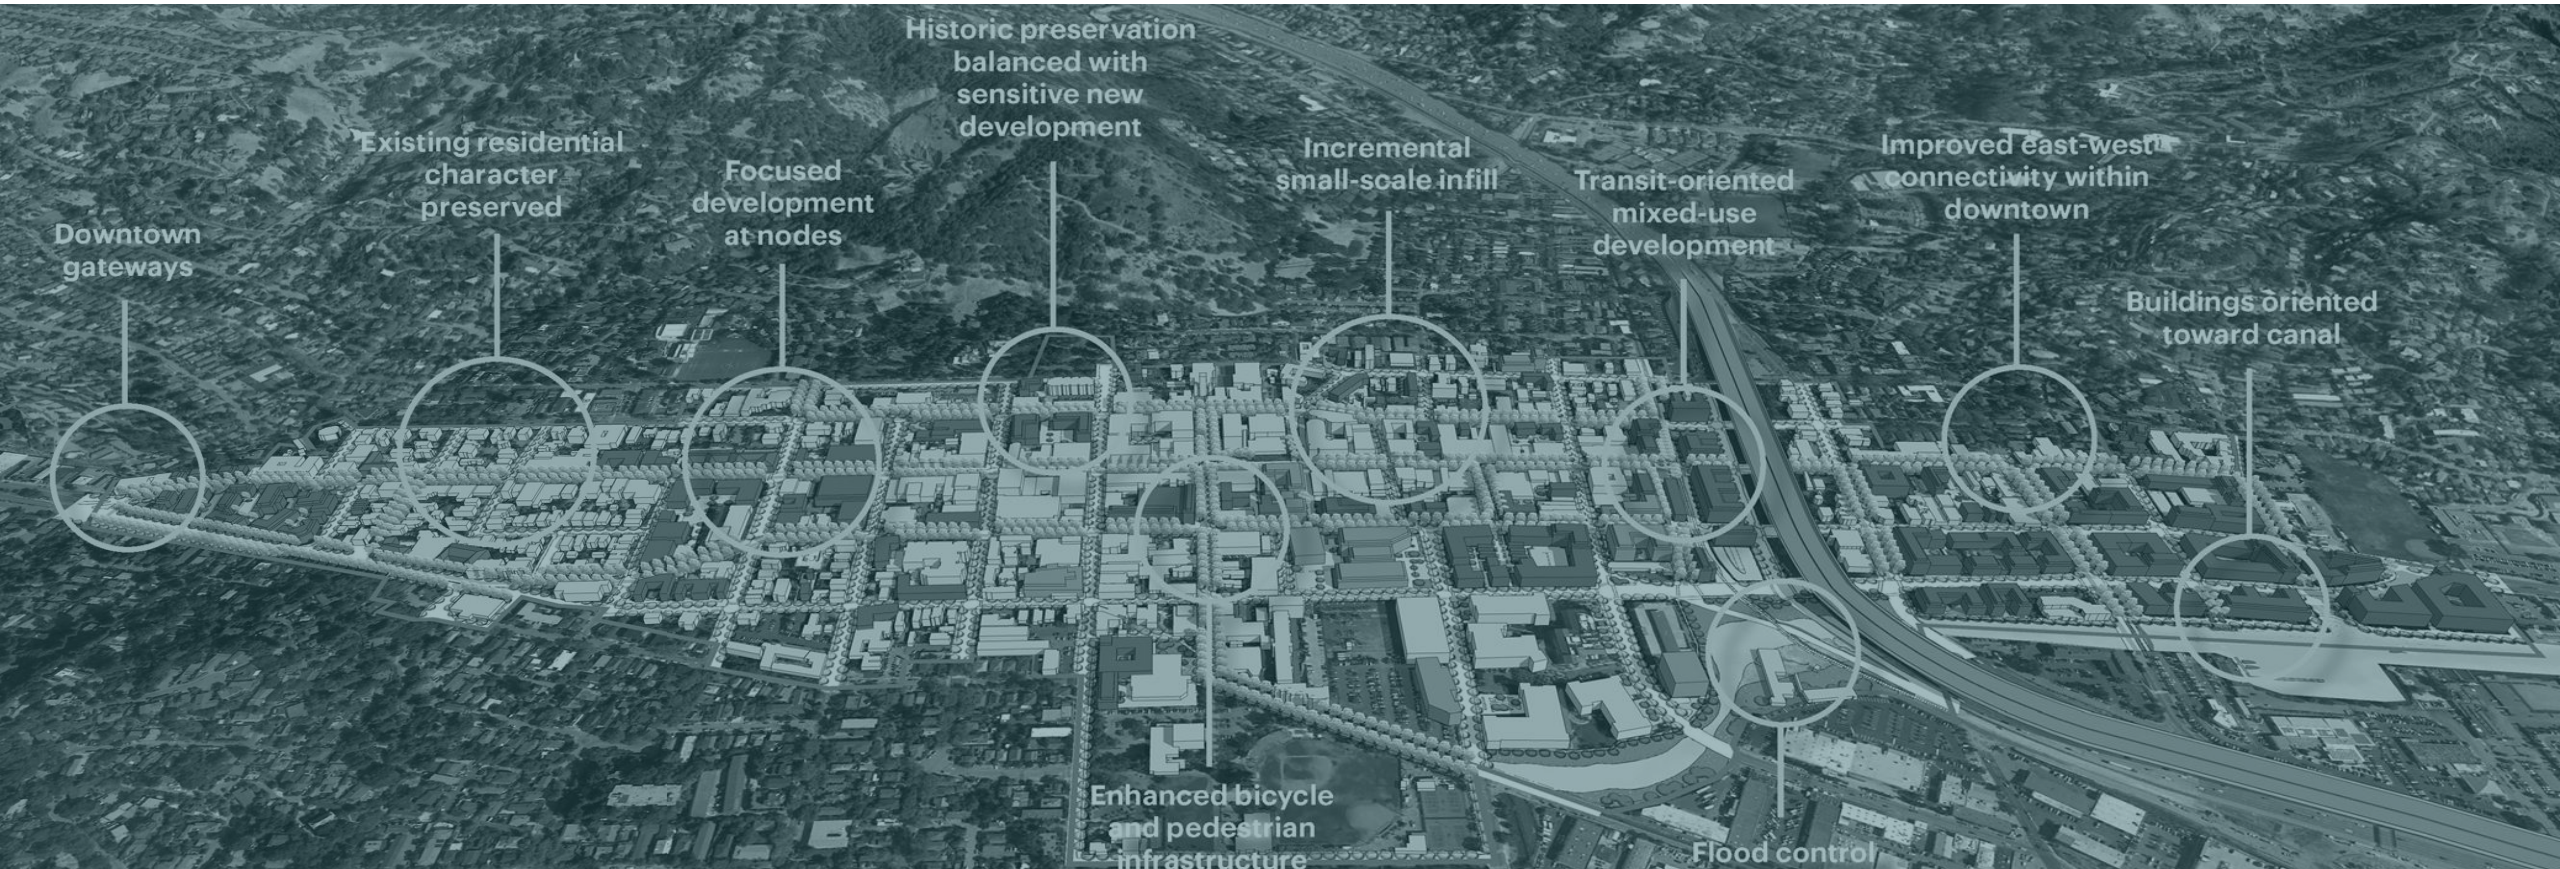 Historic preservation
balanced with
sensitive new
development
Existing residential
character
preserved
Focused
development
at nodes
Incremental
small-scale infill
Transit-oriented
mixed-use
development
Improved east-west
connectivity within
downtown
Downtown
gateways
Buildings oriented
toward canal
Enhanced bicycle
and pedestrian
infrastructure
Flood control